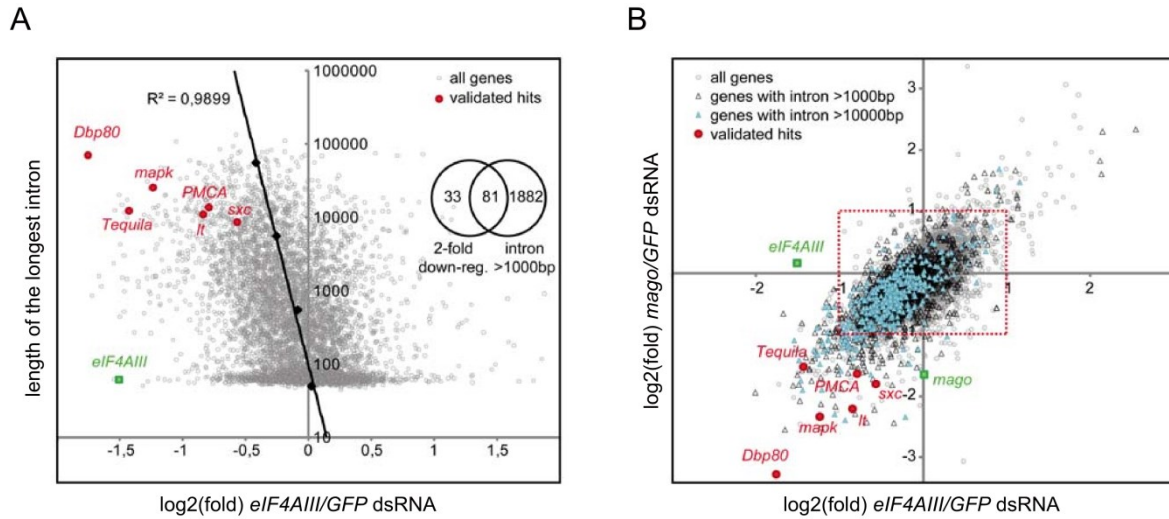 A
length of the longest intron
R² = 0,9899
1000000
100000
10000
1000
100
10
all genes
validated hits
Dbp80
mapk
Tequila
PMCA
lt
sxc
eIF4AIII
33
81
1882
2-fold
down-reg.
intron
>1000bp
-1,5
-1
-0,5
0
0,5
1
1,5
log2(fold) eIF4AIII/GFP dsRNA
B
log2(fold) mago/GFP dsRNA
all genes
genes with intron >1000bp
genes with intron >10000bp
validated hits
3
2
1
-1
-2
-3
-2
1
2
eIF4AIII
mago
Tequila
PMCA
sxc
lt
mapk
Dbp80
log2(fold) eIF4AIII/GFP dsRNA